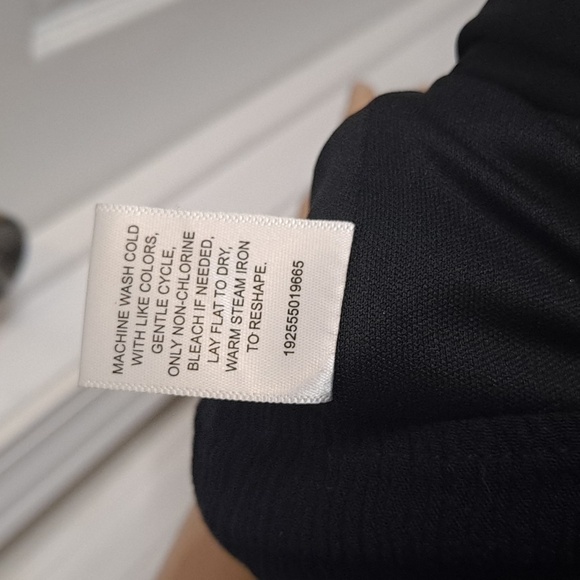 MACHINE WASH COLD
WITH LIKE COLORS,
GENTLE CYCLE,
ONLY NON-CHLORINE
BLEACH IF NEEDED,
LAY FLAT TO DRY,
WARM STEAM IRON
TO RESHAPE.
192555019665